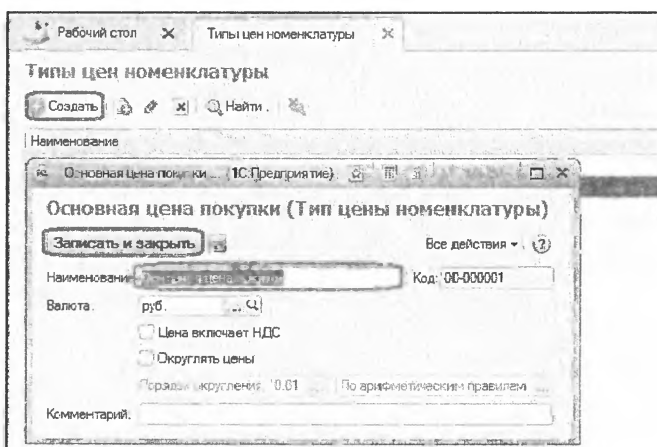 Рабочий стол Типы цен номенклатуры
Типы цен номенклатуры
Создать Найти .
Наименование
Основная цена покупки ... (1С:Предприятие)
Основная цена покупки (Тип цены номенклатуры)
Записать и закрыть Все действия
Наименование Код: 00-000001
Валюта. руб. ...
Цена включает НДС
Округлять цены
Порядок округления 0.01 ... По арифметическим правилам ...
Комментарий: